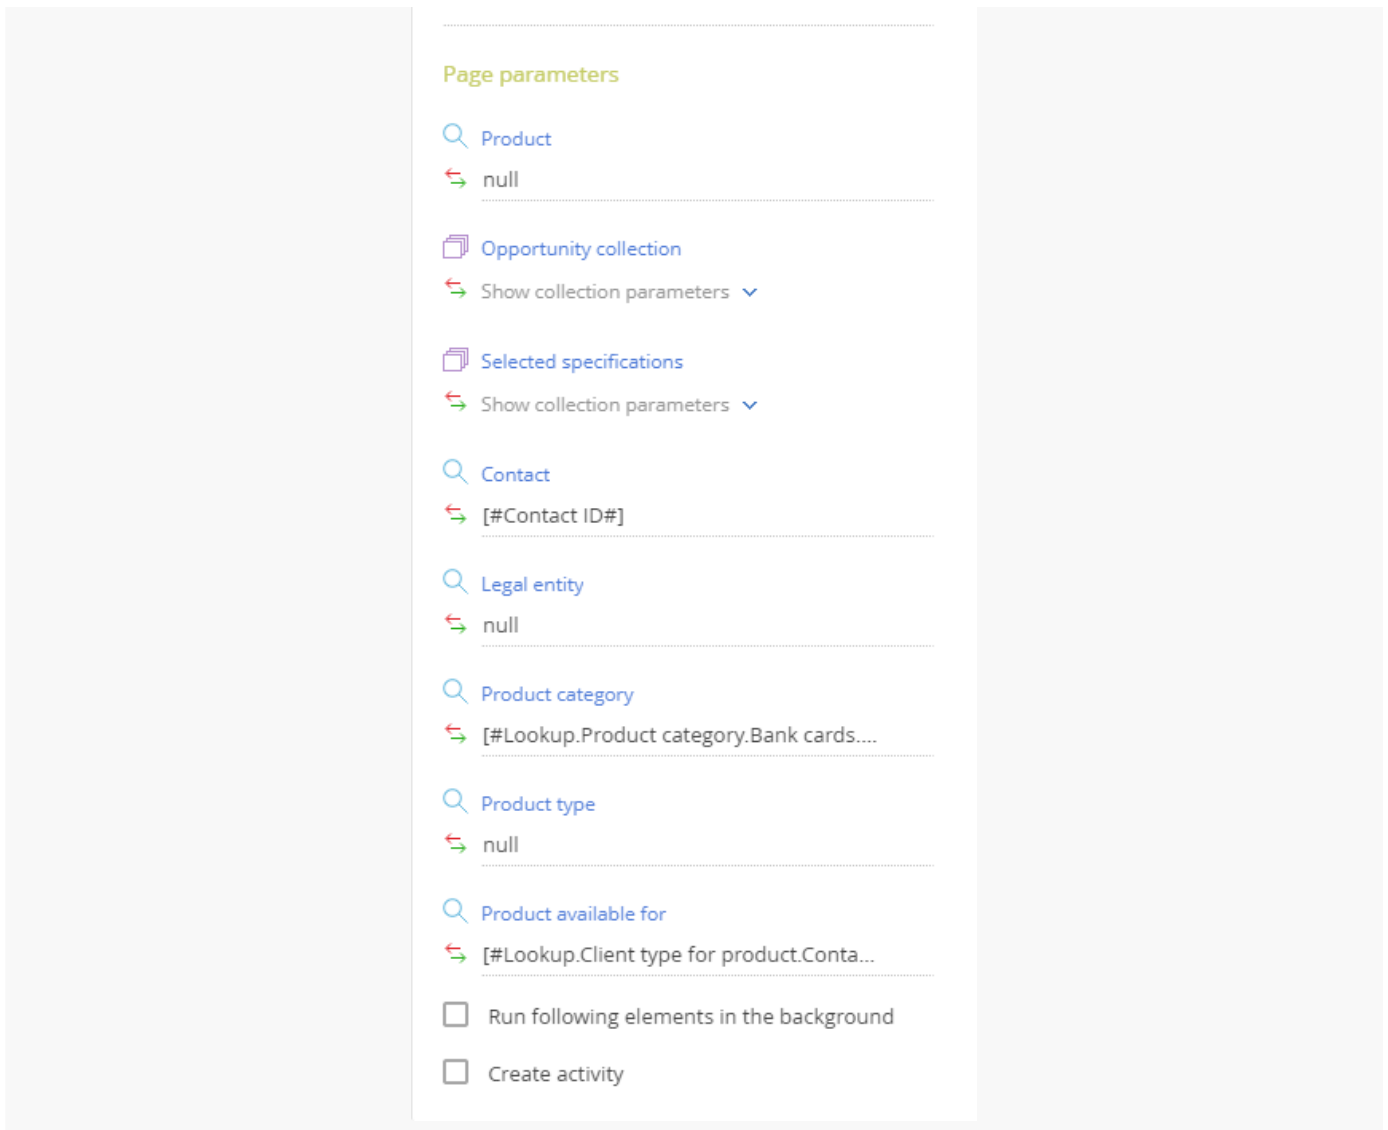 Page parameters
Product
null
Opportunity collection
Show collection parameters
Selected specifications
Show collection parameters
Contact
[#Contact ID#]
Legal entity
null
Product category
[#Lookup.Product category.Bank cards....
Product type
null
Product available for
[#Lookup.Client type for product.Conta...
Run following elements in the background
Create activity